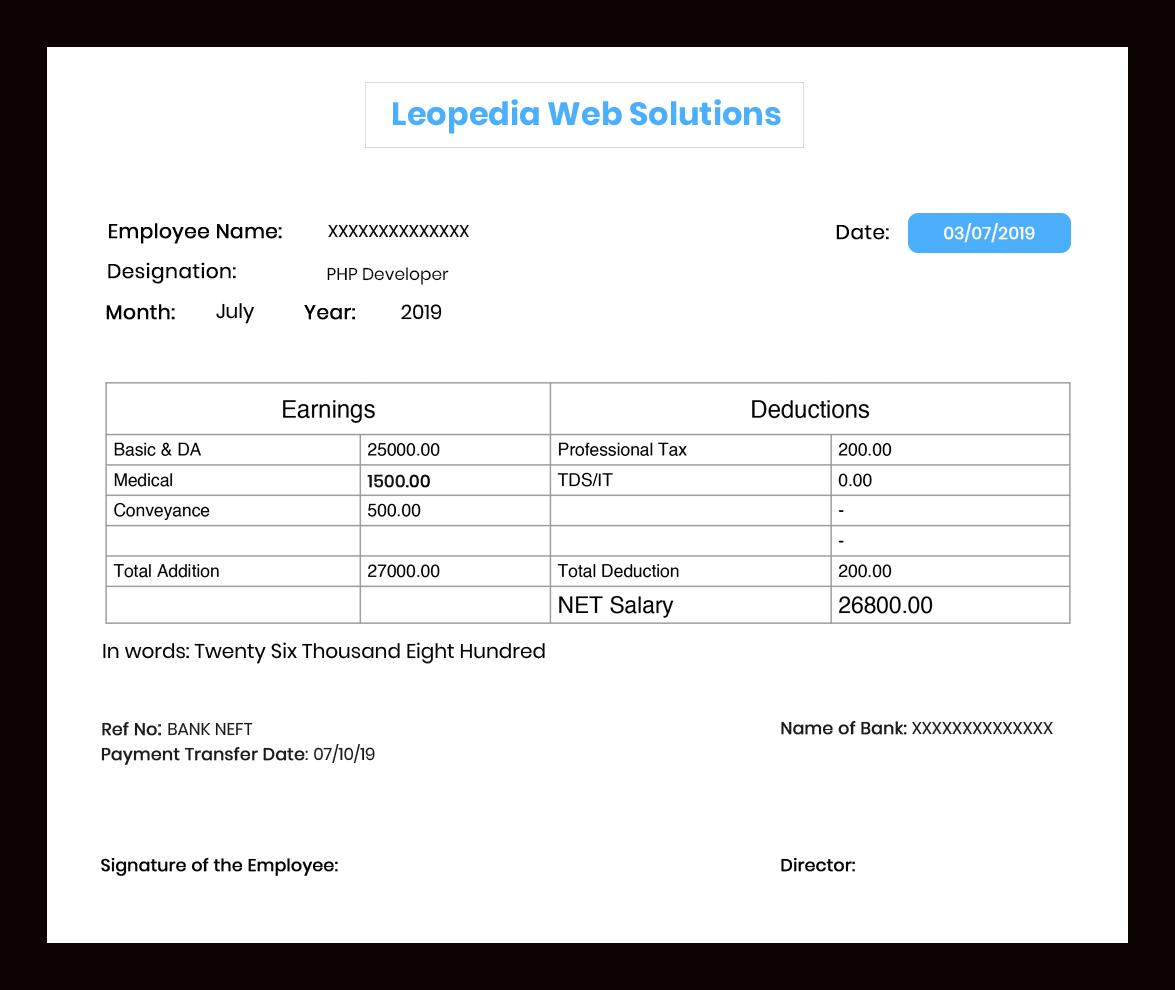 Leopedia Web Solutions
Employee Name: XXXXXXXXXXXXXX Date: 03/07/2019
Designation: PHP Developer
Month: July Year: 2019
Earnings Deductions
Basic & DA 25000.00 Professional Tax 200.00
Medical 1500.00 TDS/IT 0.00
Conveyance 500.00 -
-
Total Addition 27000.00 Total Deduction 200.00
NET Salary 26800.00
In words: Twenty Six Thousand Eight Hundred
Ref No: BANK NEFT Name of Bank: XXXXXXXXXXXXXX
Payment Transfer Date: 07/10/19
Signature of the Employee: Director: